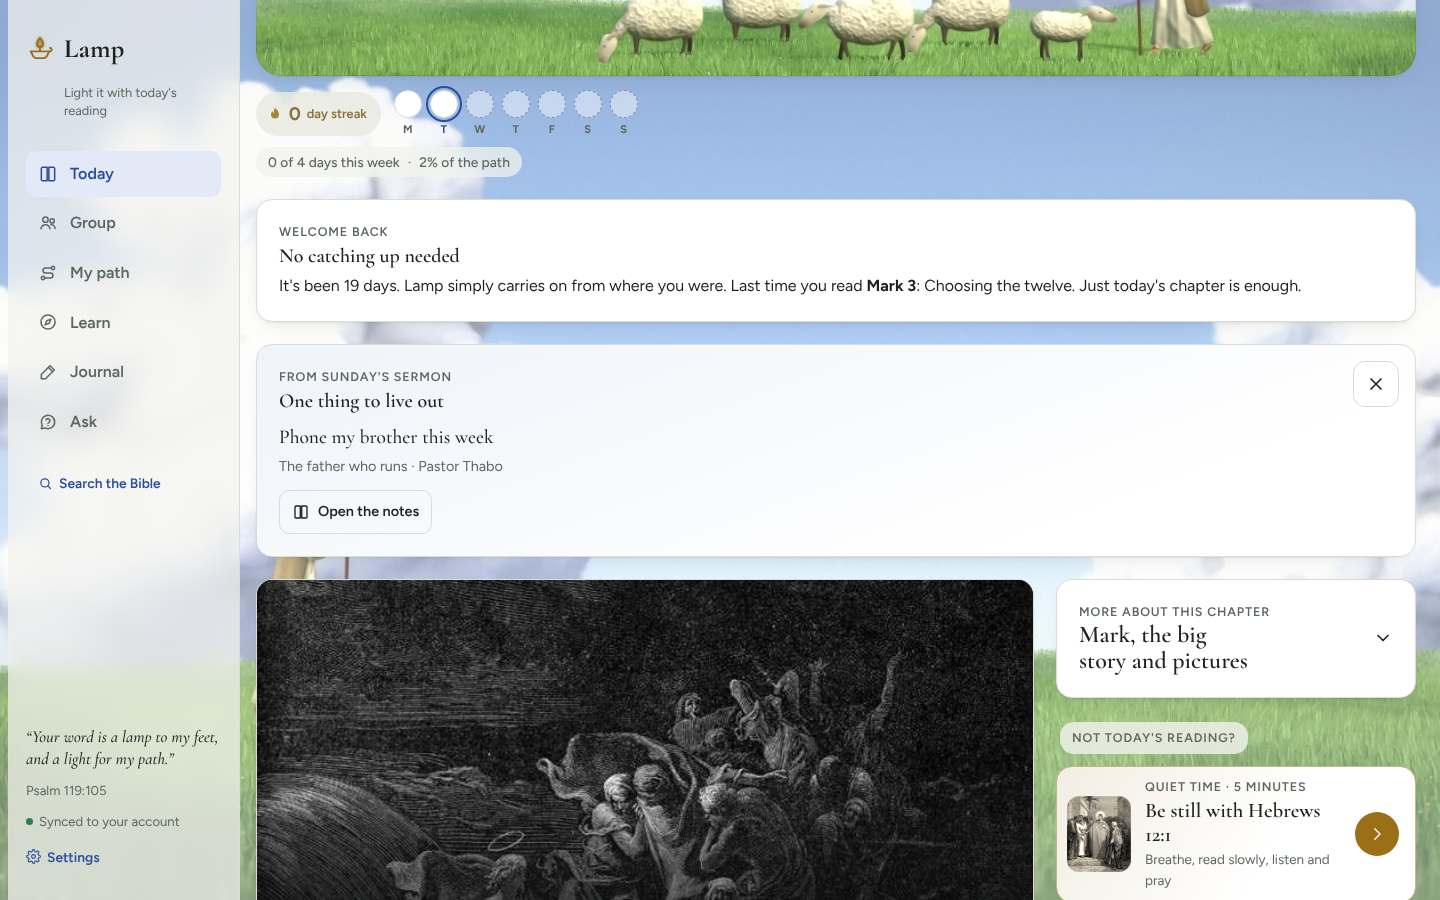 Lamp
Light it with today's
reading
Today
Group
My path
Learn
Journal
Ask
Search the Bible
“Your word is a lamp to my feet,
and a light for my path.”
Psalm 119:105
Synced to your account
Settings
0 day streak
M T W T F S S
0 of 4 days this week · 2% of the path
WELCOME BACK
No catching up needed
It's been 19 days. Lamp simply carries on from where you were. Last time you read Mark 3: Choosing the twelve. Just today's chapter is enough.
FROM SUNDAY'S SERMON
One thing to live out
Phone my brother this week
The father who runs · Pastor Thabo
Open the notes
MORE ABOUT THIS CHAPTER
Mark, the big
story and pictures
NOT TODAY'S READING?
QUIET TIME · 5 MINUTES
Be still with Hebrews
12:1
Breathe, read slowly, listen and
pray